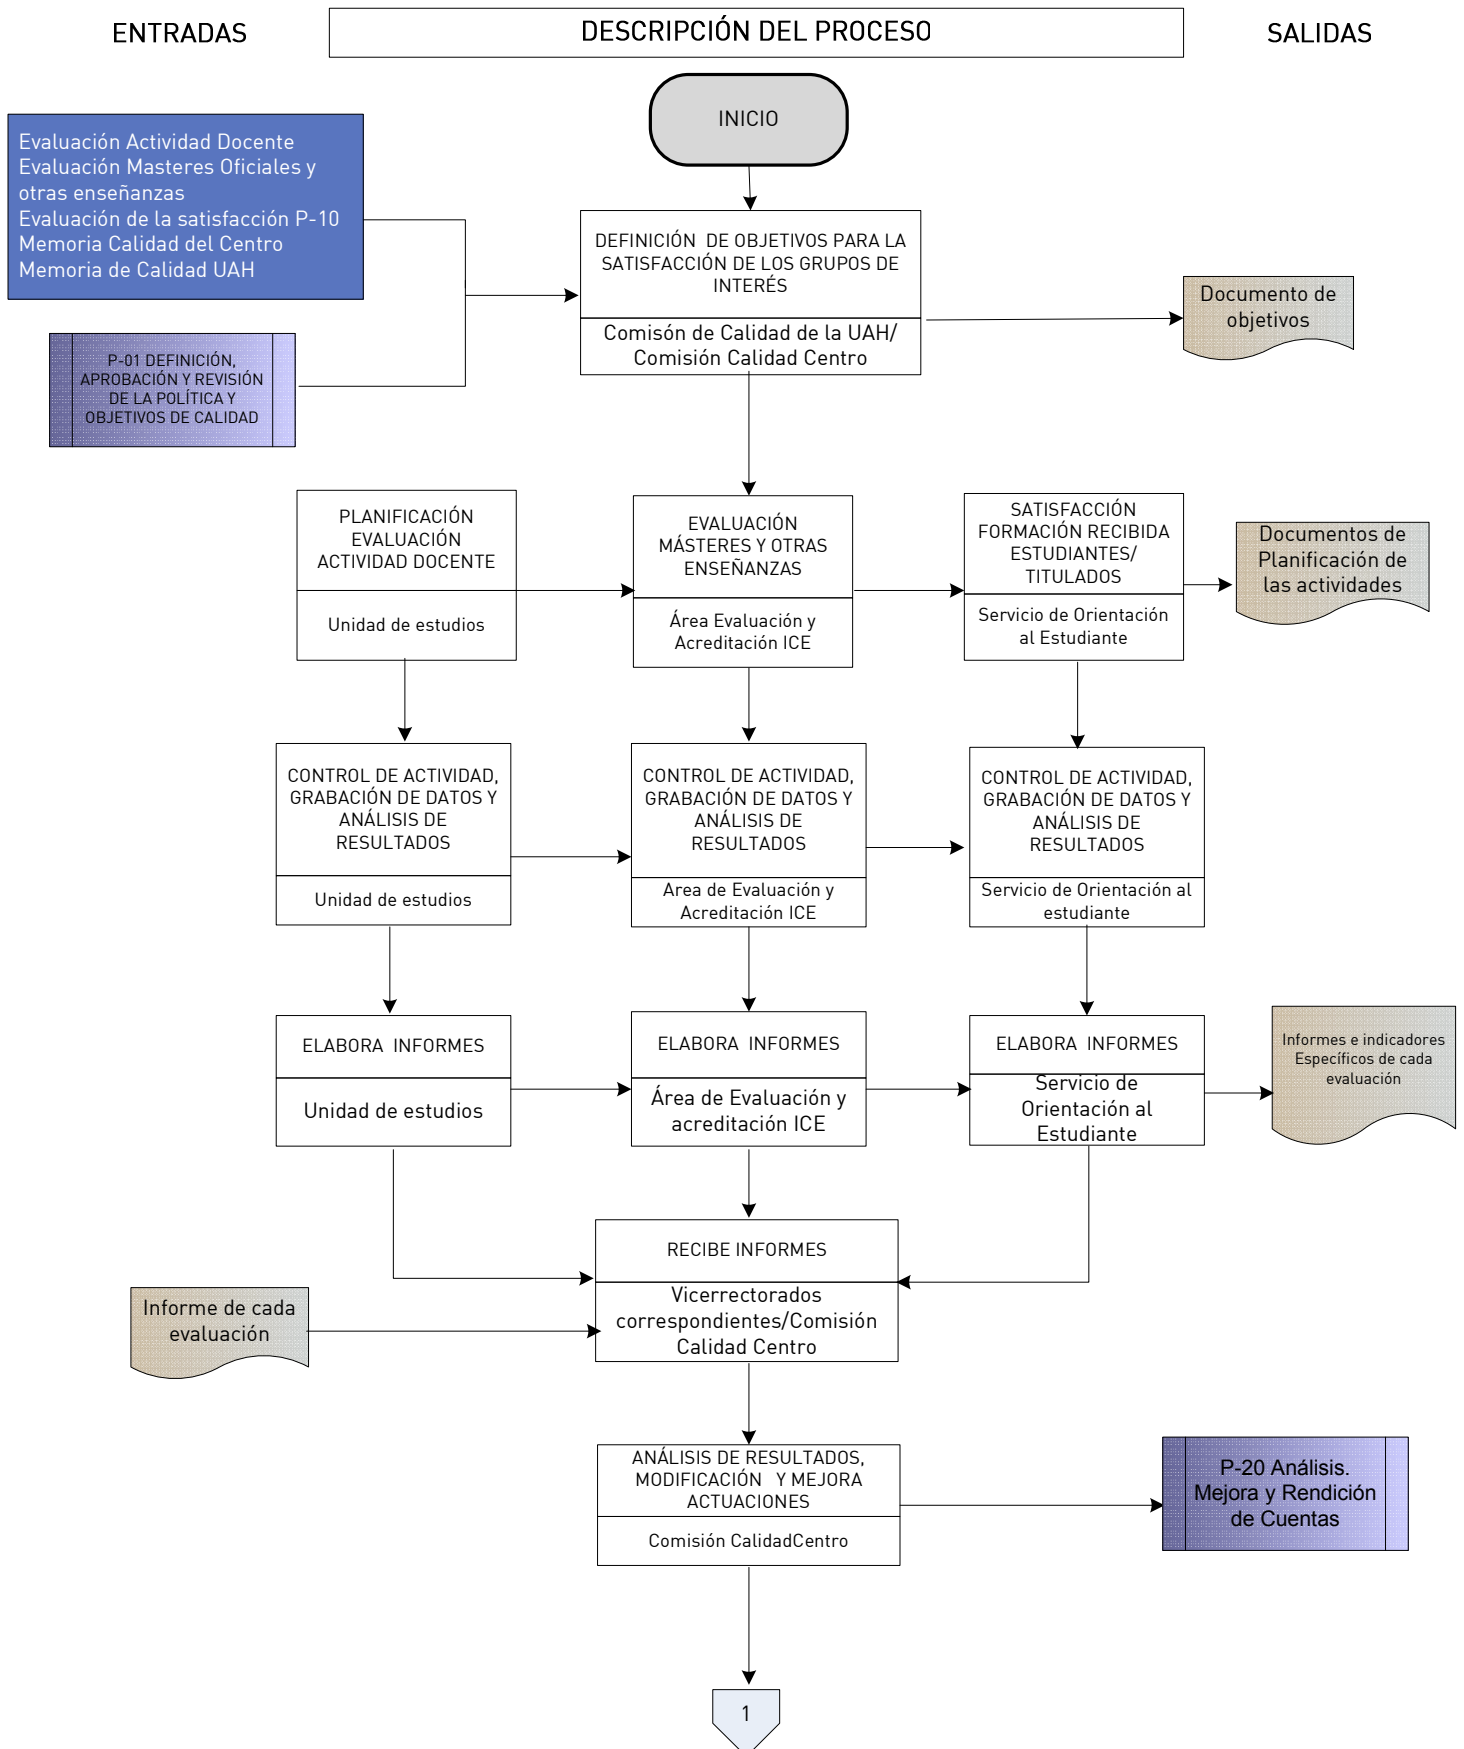 ENTRADAS
DESCRIPCIÓN DEL PROCESO
SALIDAS
INICIO
Evaluación Actividad Docente
Evaluación Masteres Oficiales y
otras enseñanzas
Evaluación de la satisfacción P-10
Memoria Calidad del Centro
Memoria de Calidad UAH
DEFINICIÓN DE OBJETIVOS PARA LA
SATISFACCIÓN DE LOS GRUPOS DE
INTERÉS
Comisón de Calidad de la UAH/
Comisión Calidad Centro
Documento de
objetivos
P-01 DEFINICIÓN,
APROBACIÓN Y REVISIÓN
DE LA POLÍTICA Y
OBJETIVOS DE CALIDAD
PLANIFICACIÓN
EVALUACIÓN
ACTIVIDAD DOCENTE
Unidad de estudios
EVALUACIÓN
MÁSTERES Y OTRAS
ENSEÑANZAS
Área Evaluación y
Acreditación ICE
SATISFACCIÓN
FORMACIÓN RECIBIDA
ESTUDIANTES/
TITULADOS
Servicio de Orientación
al Estudiante
Documentos de
Planificación de
las actividades
CONTROL DE ACTIVIDAD,
GRABACIÓN DE DATOS Y
ANÁLISIS DE
RESULTADOS
Unidad de estudios
CONTROL DE ACTIVIDAD,
GRABACIÓN DE DATOS Y
ANÁLISIS DE
RESULTADOS
Area de Evaluación y
Acreditación ICE
CONTROL DE ACTIVIDAD,
GRABACIÓN DE DATOS Y
ANÁLISIS DE
RESULTADOS
Servicio de Orientación al
estudiante
ELABORA INFORMES
Unidad de estudios
ELABORA INFORMES
Área de Evaluación y
acreditación ICE
ELABORA INFORMES
Servicio de
Orientación al
Estudiante
Informes e indicadores
Específicos de cada
evaluación
RECIBE INFORMES
Vicerrectorados
correspondientes/Comisión
Calidad Centro
Informe de cada
evaluación
ANÁLISIS DE RESULTADOS,
MODIFICACIÓN Y MEJORA
ACTUACIONES
Comisión CalidadCentro
P-20 Análisis.
Mejora y Rendición
de Cuentas
1